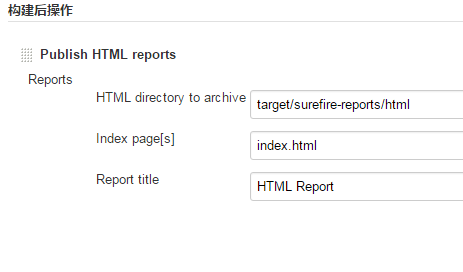 构建后操作
Publish HTML reports
Reports
HTML directory to archive target/surefire-reports/html
Index page[s] index.html
Report title HTML Report